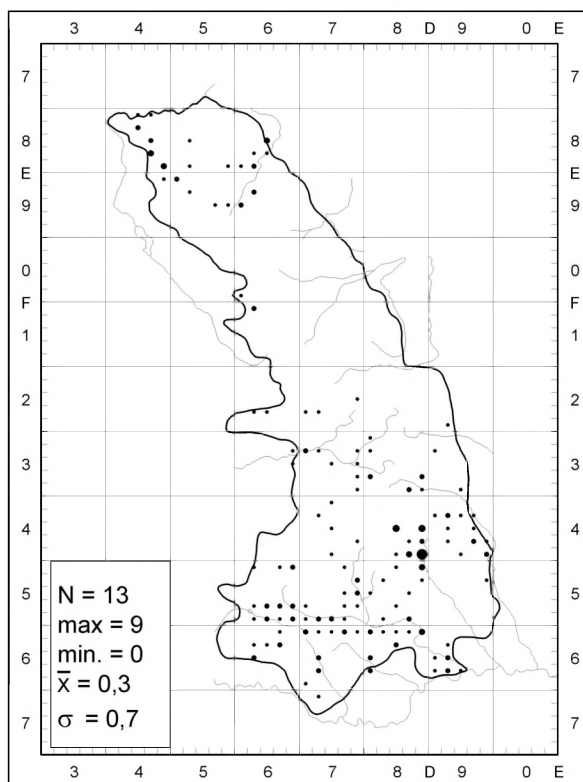 3 4 5 6 7 8 D 9 0 E
7 7
8 8
E E
9 9
0 0
F F
1 1
2 2
3 3
4 4
5 5
6 6
7 7
N = 13
max = 9
min. = 0
x̅ = 0,3
σ = 0,7
3 4 5 6 7 8 D 9 0 E